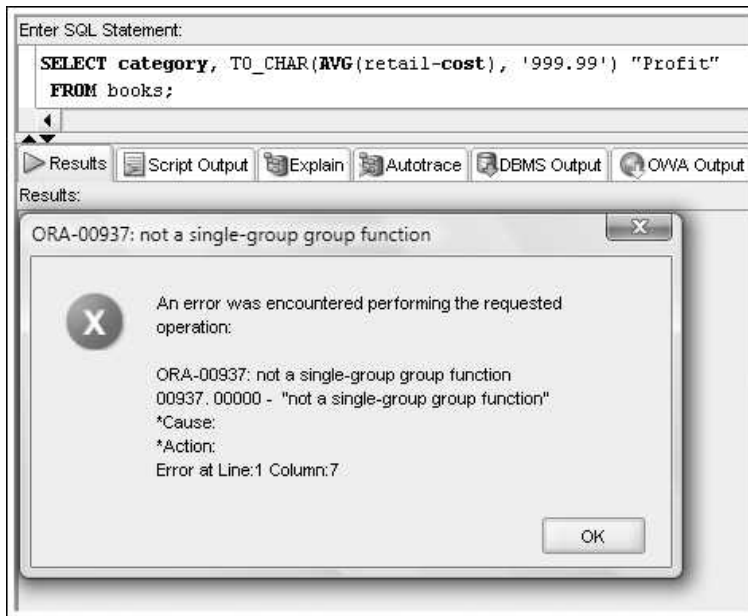 Enter SQL Statement:
SELECT category, TO_CHAR(AVG(retail-cost), '999.99') "Profit"
FROM books;
Results Script Output Explain Autotrace DBMS Output OWA Output
Results:
ORA-00937: not a single-group group function
An error was encountered performing the requested
operation:
ORA-00937: not a single-group group function
00937. 00000 - "not a single-group group function"
*Cause:
*Action:
Error at Line:1 Column:7
OK